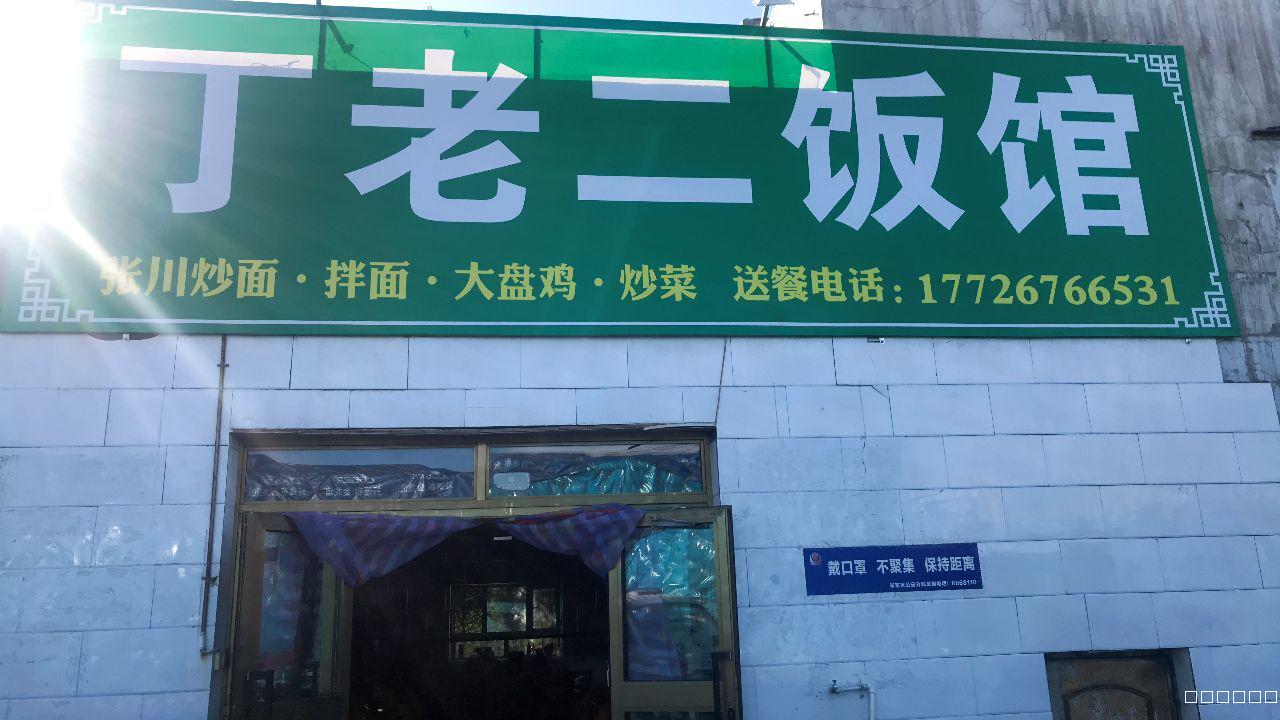 丁老二饭馆
张川炒面·拌面·大盘鸡·炒菜 送餐电话:17726766531
戴口罩 不聚集 保持距离